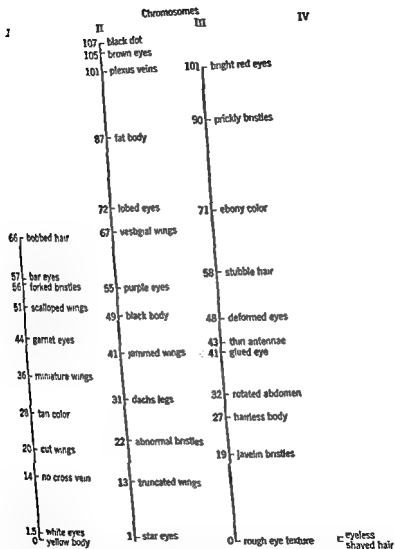 Chromosomes
1
II
III
IV
66 bobbed hair
57 bar eyes
56 forked bristles
51 scalloped wings
44 garnet eyes
36 miniature wings
28 tan color
20 cut wings
14 no cross vein
1.5 white eyes
0 yellow body
107 black dot
105 brown eyes
101 plexus veins
87 fat body
72 lobed eyes
67 vestigial wings
55 purple eyes
49 black body
41 jammed wings
31 dachs legs
22 abnormal bristles
13 truncated wings
1 star eyes
101 bright red eyes
90 prickly bristles
71 ebony color
58 stubble hair
48 deformed eyes
43 thin antennae
41 glued eye
32 rotated abdomen
27 hairless body
19 javelin bristles
0 rough eye texture
eyeless
shaved hair